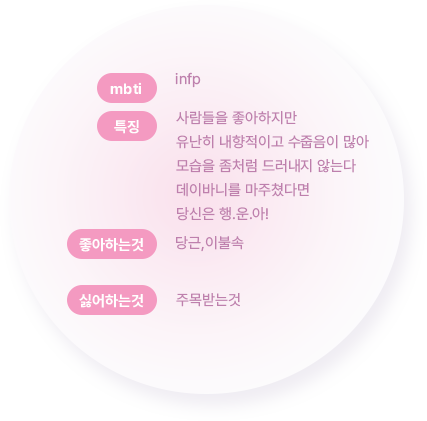 mbti infp
특징 사람들을 좋아하지만
유난히 내향적이고 수줍음이 많아
모습을 좀처럼 드러내지 않는다
데이바니를 마주쳤다면
당신은 행.운.아!
좋아하는것 당근,이불속
싫어하는것 주목받는것